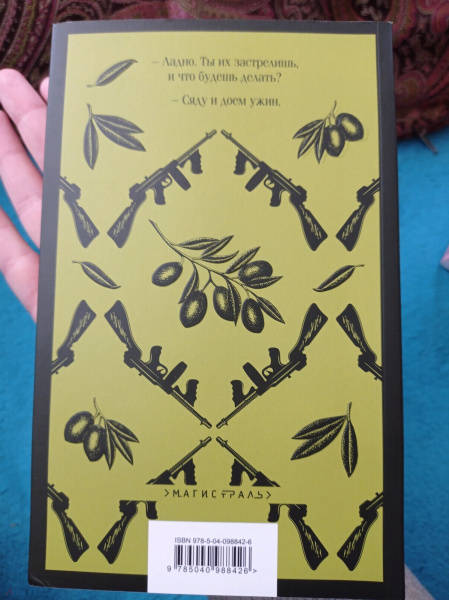 – Ладно. Ты их застрелишь,
и что будешь делать?
– Сяду и доем ужин.
>МАГИСТРАЛЬ>
ISBN 978-5-04-098842-6
9 785040 988426 >